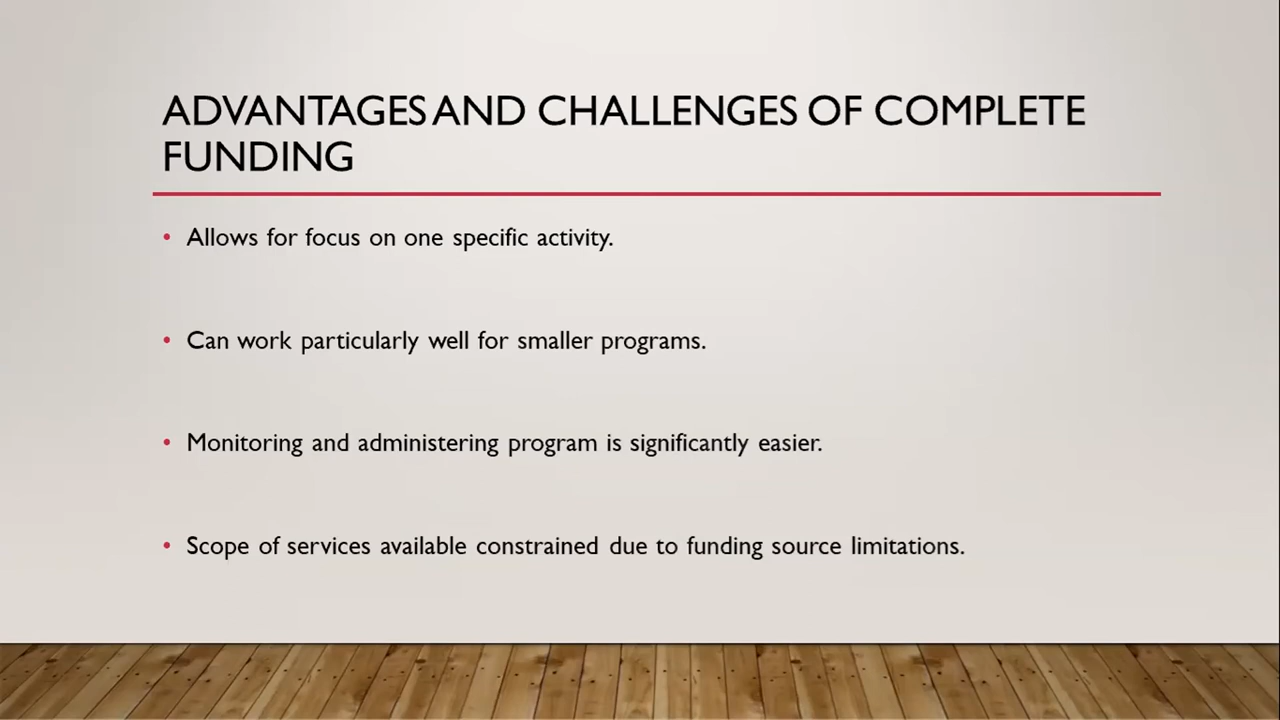 ADVANTAGES AND CHALLENGES OF COMPLETE
FUNDING
• Allows for focus on one specific activity.
• Can work particularly well for smaller programs.
• Monitoring and administering program is significantly easier.
• Scope of services available constrained due to funding source limitations.